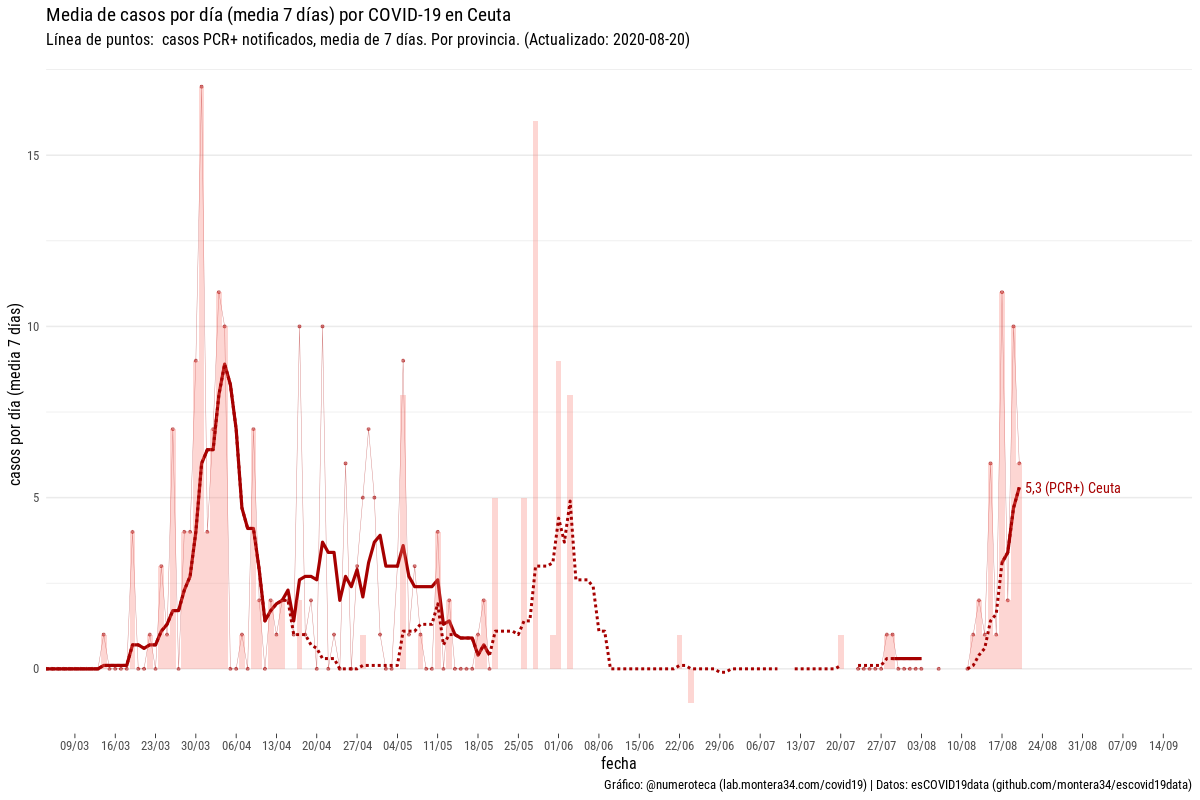 Media de casos por día (media 7 días) por COVID-19 en Ceuta
Línea de puntos:  casos PCR+ notificados, media de 7 días. Por provincia. (Actualizado: 2020-08-20)
casos por día (media 7 días)
15
10
5
0
5,3 (PCR+) Ceuta
09/03 16/03 23/03 30/03 06/04 13/04 20/04 27/04 04/05 11/05 18/05 25/05 01/06 08/06 15/06 22/06 29/06 06/07 13/07 20/07 27/07 03/08 10/08 17/08 24/08 31/08 07/09 14/09
fecha
Gráfico: @numeroteca (lab.montera34.com/covid19) | Datos: esCOVID19data (github.com/montera34/escovid19data)